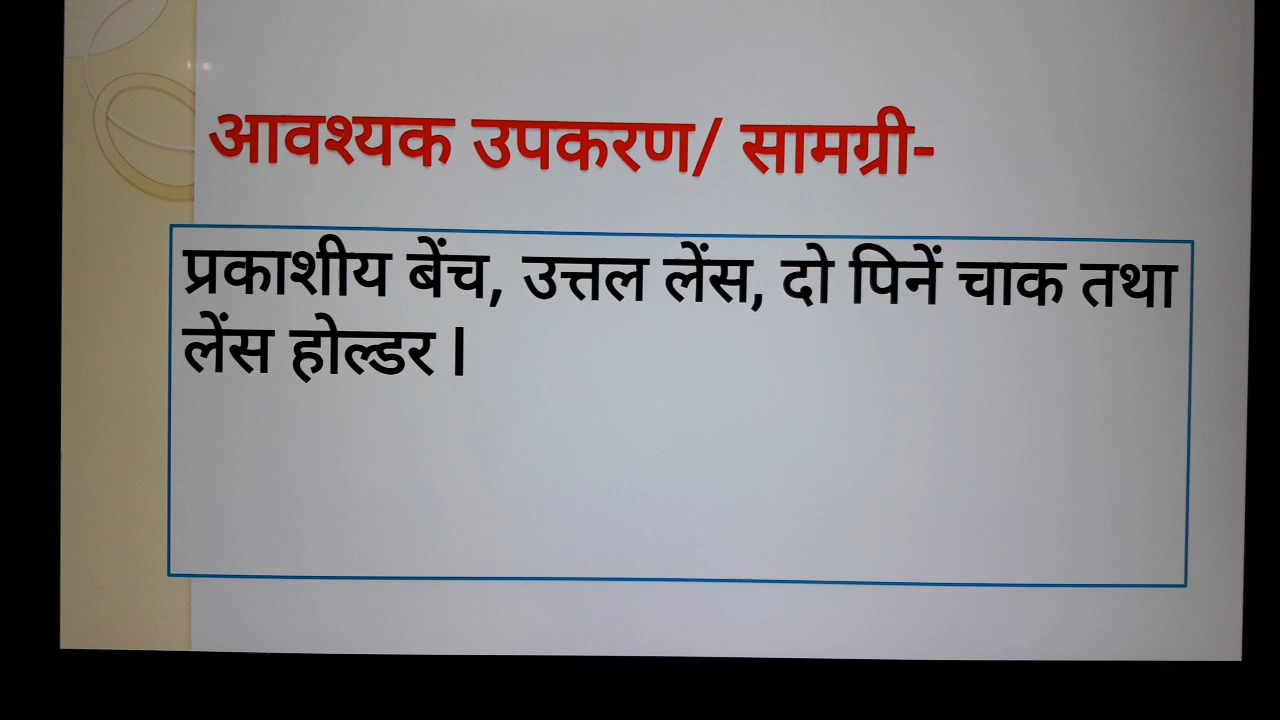 आवश्यक उपकरण/ सामग्री-
प्रकाशीय बेंच, उत्तल लेंस, दो पिनें चाक तथा
लेंस होल्डर l